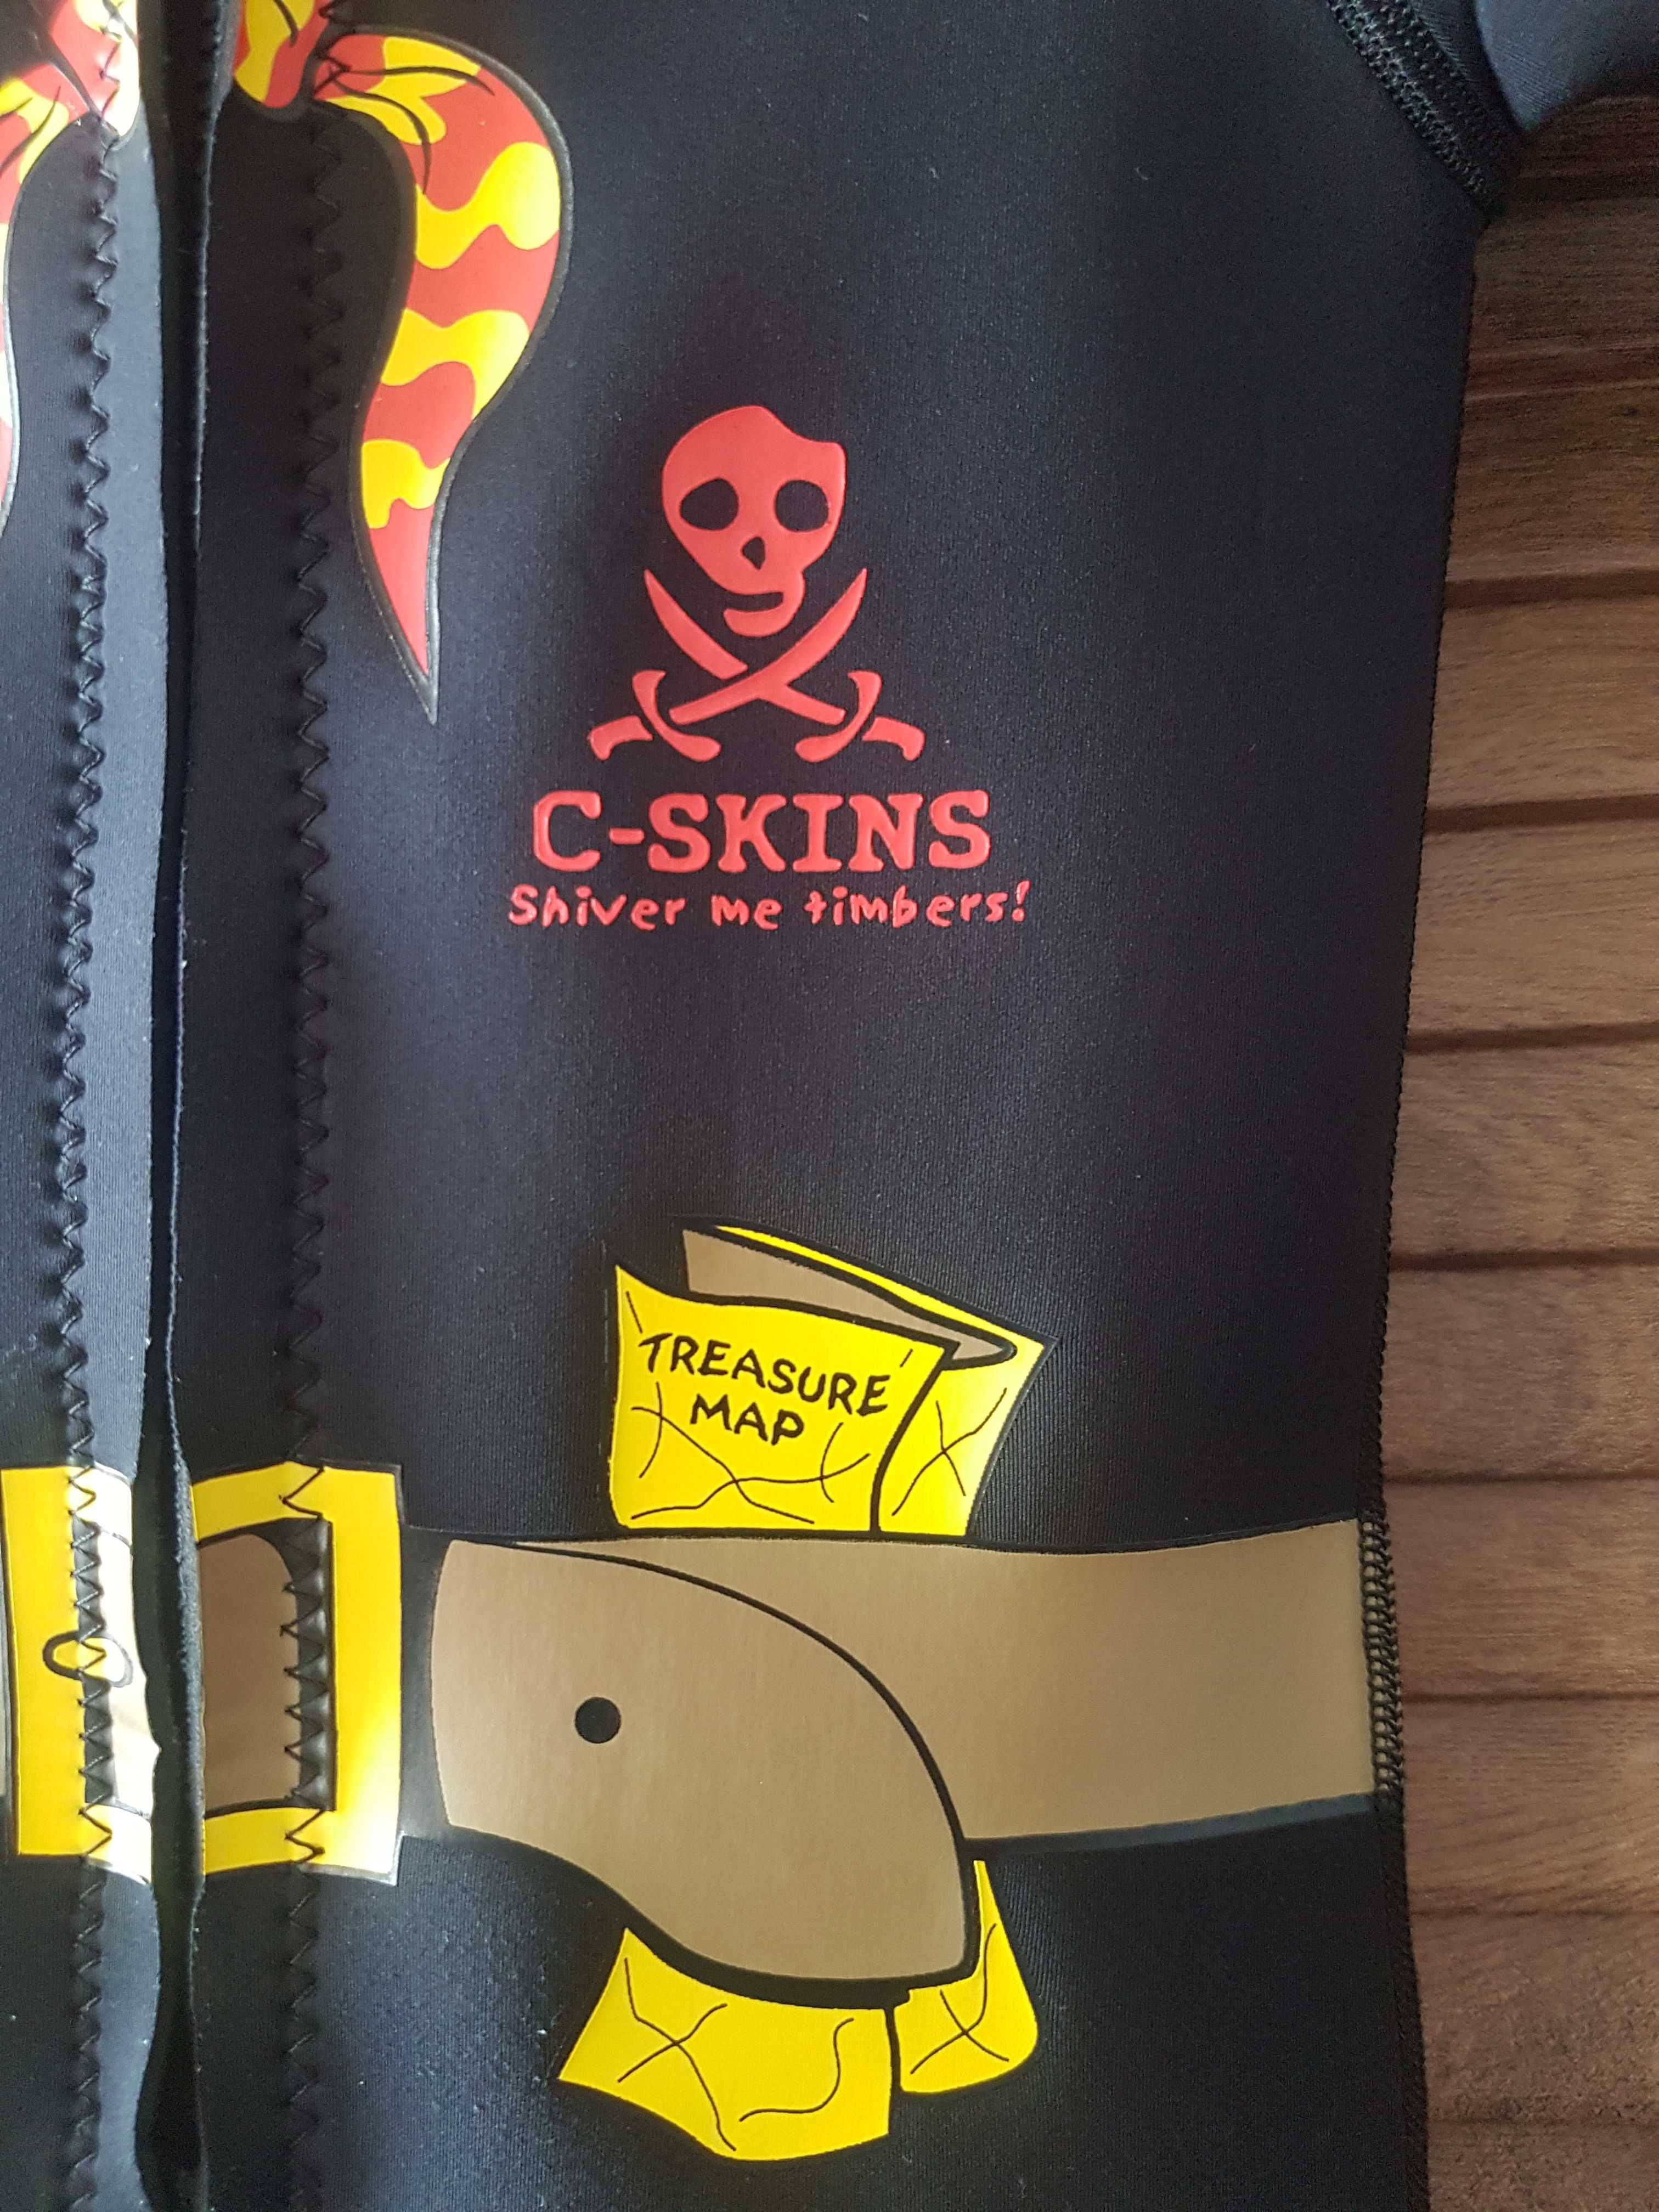 C-SKINS
Shiver me timbers!
TREASURE
MAP